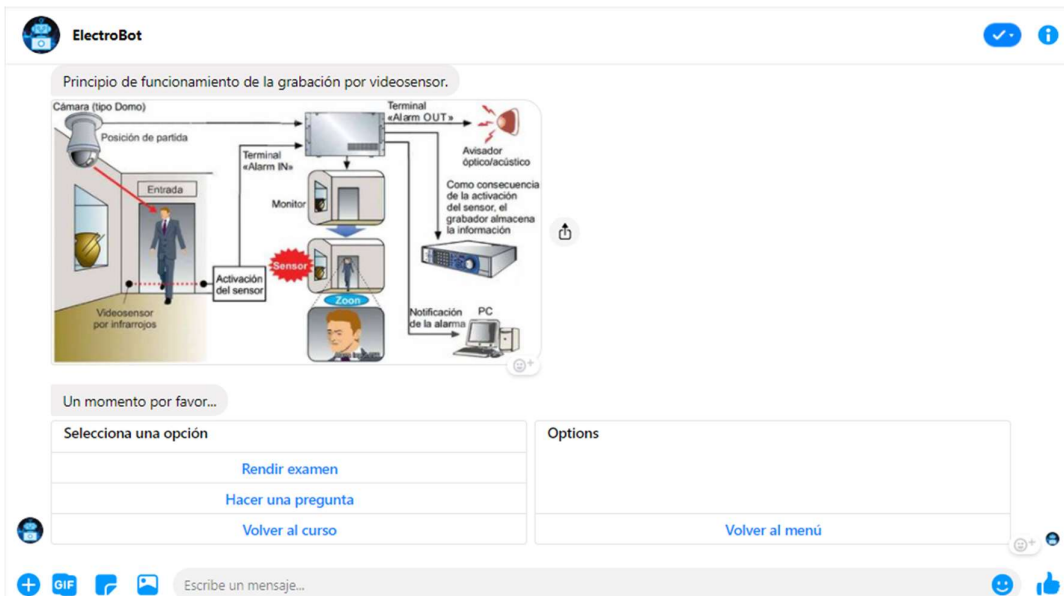 ElectroBot
Principio de funcionamiento de la grabación por videosensor.
Cámara (tipo Domo)
Posición de partida
Terminal
«Alarm OUT»
Avisador
óptico/acústico
Terminal
«Alarm IN»
Entrada
Monitor
Como consecuencia
de la activación
del sensor, el
grabador almacena
la información
Sensor
Activación
del sensor
Zoon
Videosensor
por infrarrojos
Notificación
de la alarma
PC
Un momento por favor...
Selecciona una opción
Rendir examen
Hacer una pregunta
Volver al curso
Options
Volver al menú
GIF
Escribe un mensaje...